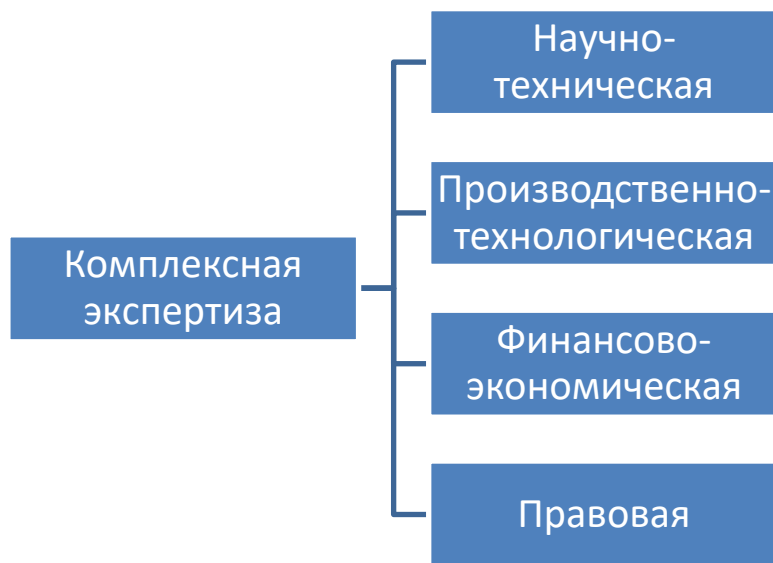 Научно-
техническая
Производственно-
технологическая
Комплексная
экспертиза
Финансово-
экономическая
Правовая